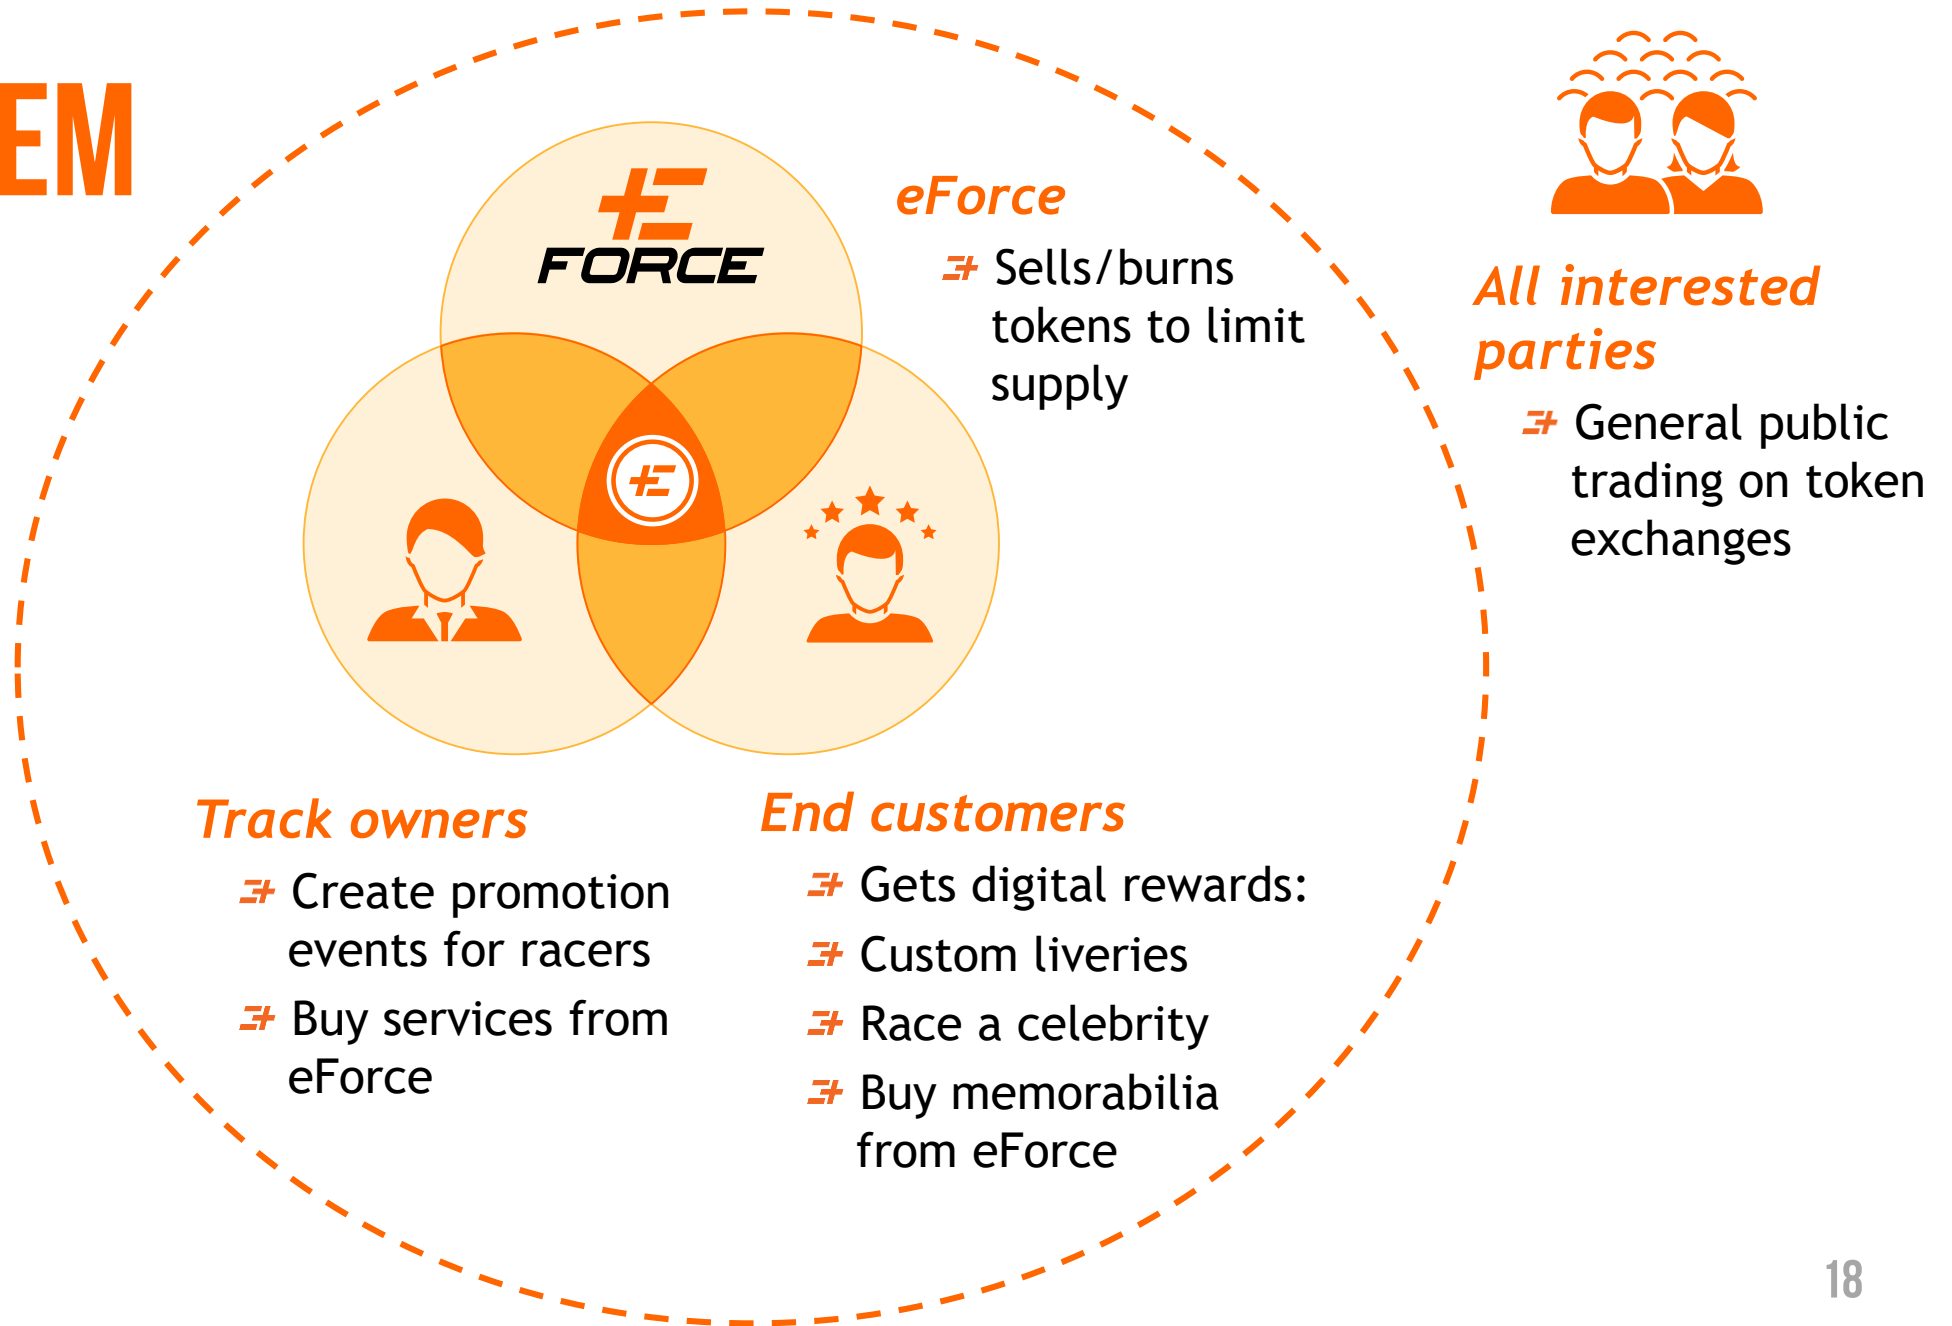 EM
FORCE
eForce
Sells/burns
tokens to limit
supply
All interested
parties
General public
trading on token
exchanges
Track owners
Create promotion
events for racers
Buy services from
eForce
End customers
Gets digital rewards:
Custom liveries
Race a celebrity
Buy memorabilia
from eForce
18